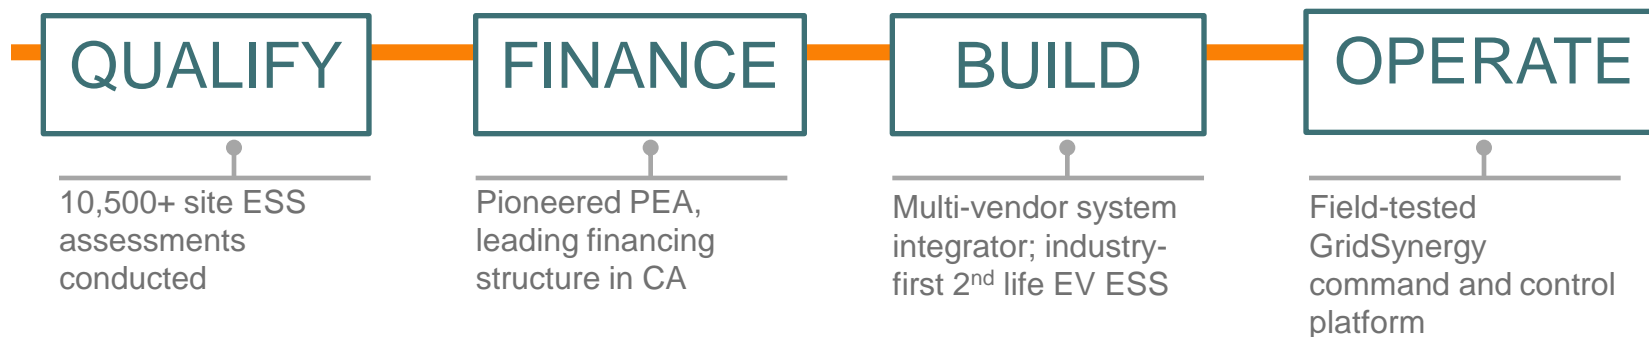 QUALIFY
10,500+ site ESS
assessments
conducted
FINANCE
Pioneered PEA,
leading financing
structure in CA
BUILD
Multi-vendor system
integrator; industry-
first 2nd life EV ESS
OPERATE
Field-tested
GridSynergy
command and control
platform